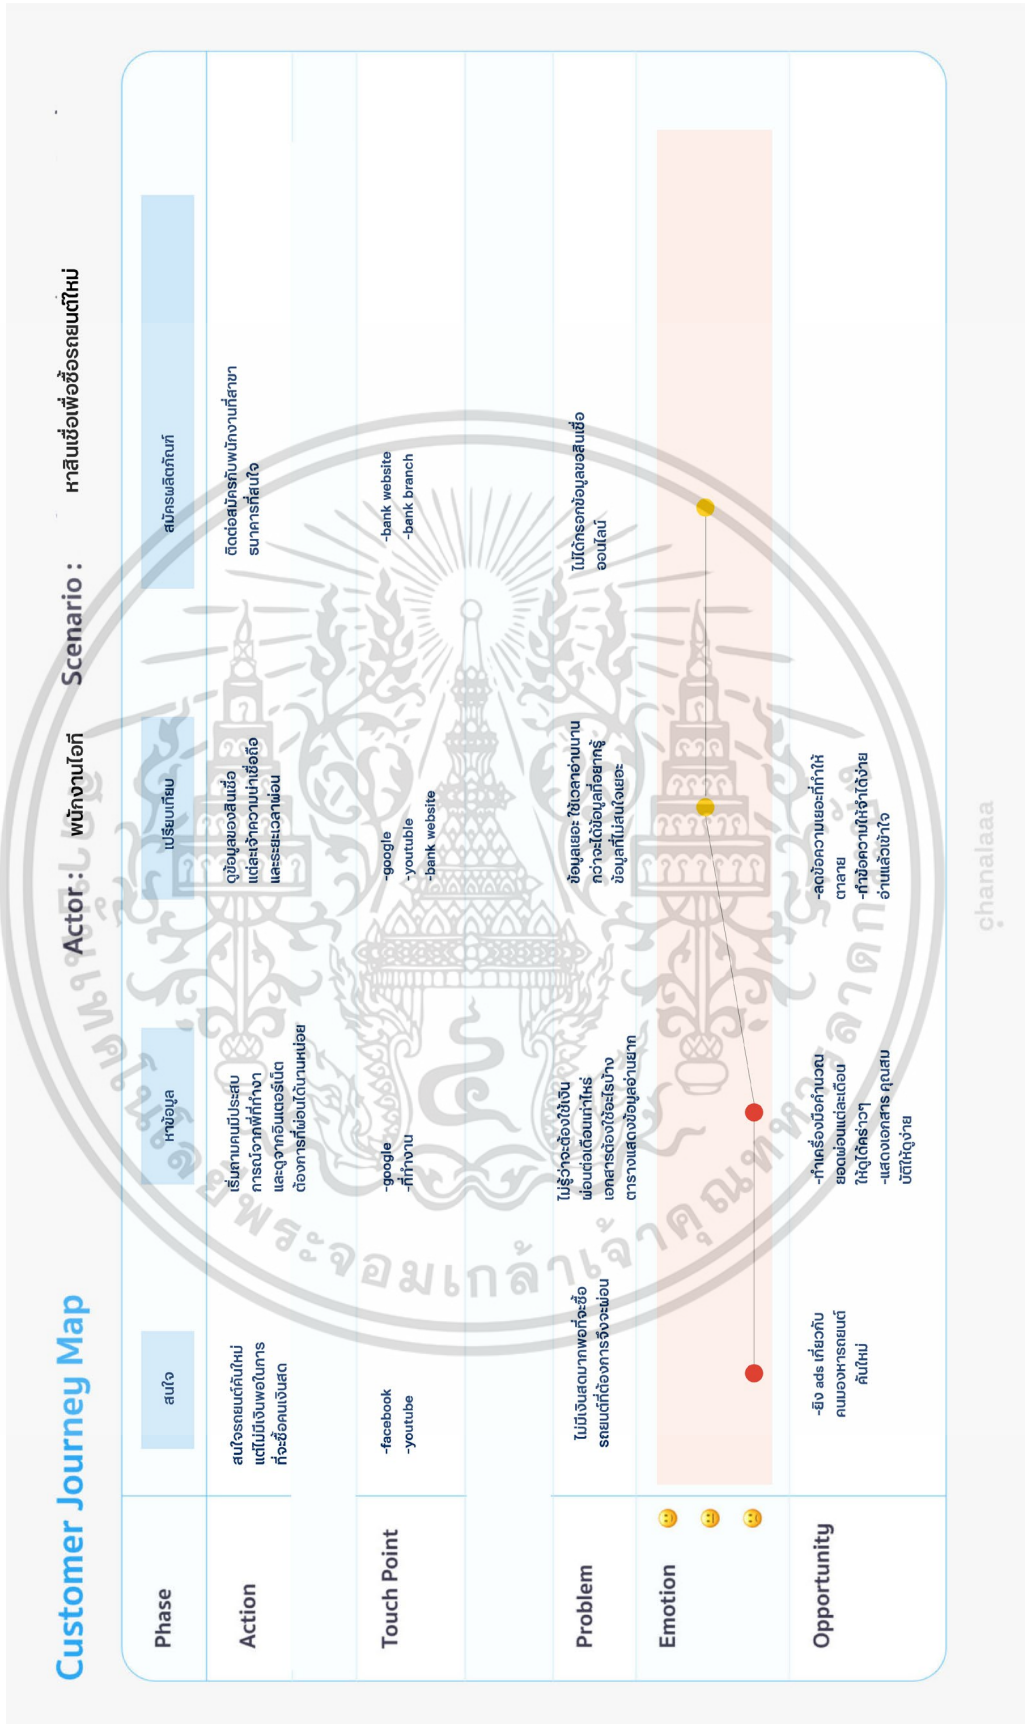 Customer Journey Map
Actor : พนักงานไอที
Scenario : หาสินเชื่อเพื่อซื้อรถยนต์ใหม่
Phase
สนใจ
หาข้อมูล
เปรียบเทียบ
สมัครผลิตภัณฑ์
Action
สนใจรถยนต์คันใหม่
แต่ไม่มีเงินพอในการ
ที่จะซื้อคนเงินสด
เริ่มถามคนมีประสบ
การณ์จากพี่ที่ทำงา
และดูจากอินเตอร์เน็ต
ต้องการที่ผ่อนได้นานหน่อย
ดูข้อมูลของสินเชื่อ
แต่ละเจ้าความน่าเชื่อถือ
และระยะเวลาผ่อน
ติดต่อสมัครกับพนักงานที่สาขา
ธนาคารที่สนใจ
Touch Point
-facebook
-youtube
-google
-ที่ทำงาน
-google
-youtuble
-bank website
-bank website
-bank branch
Problem
ไม่มีเงินสดมากพอที่จะซื้อ
รถยนต์ที่ต้องการจึงจะผ่อน
ไม่รู้ว่าจะต้องใช้เงิน
ผ่อนต่อเดือนเท่าไหร่
เอกสารต้องใช้อะไรบ้าง
ตารางแสดงข้อมูลอ่านยาก
ข้อมูลเยอะ ใช้เวลาอ่านนาน
กว่าจะได้ข้อมูลที่อยากรู้
ข้อมูลที่ไม่สนใจเยอะ
ไม่ได้กรอกข้อมูลขอสินเชื่อ
ออนไลน์
Emotion
Opportunity
-ยิง ads เกี่ยวกับ
คนมองหารถยนต์
คันใหม่
-ทำเครื่องมือคำนวณ
ยอดผ่อนแต่ละเดือน
ให้ดูได้คร่าวๆ
-แสดงเอกสาร คุณสม
บัติให้ดูง่าย
-ลดข้อความเยอะที่ทำให้
ตาลาย
-ทำข้อความให้จำได้ง่าย
อ่านแล้วเข้าใจ